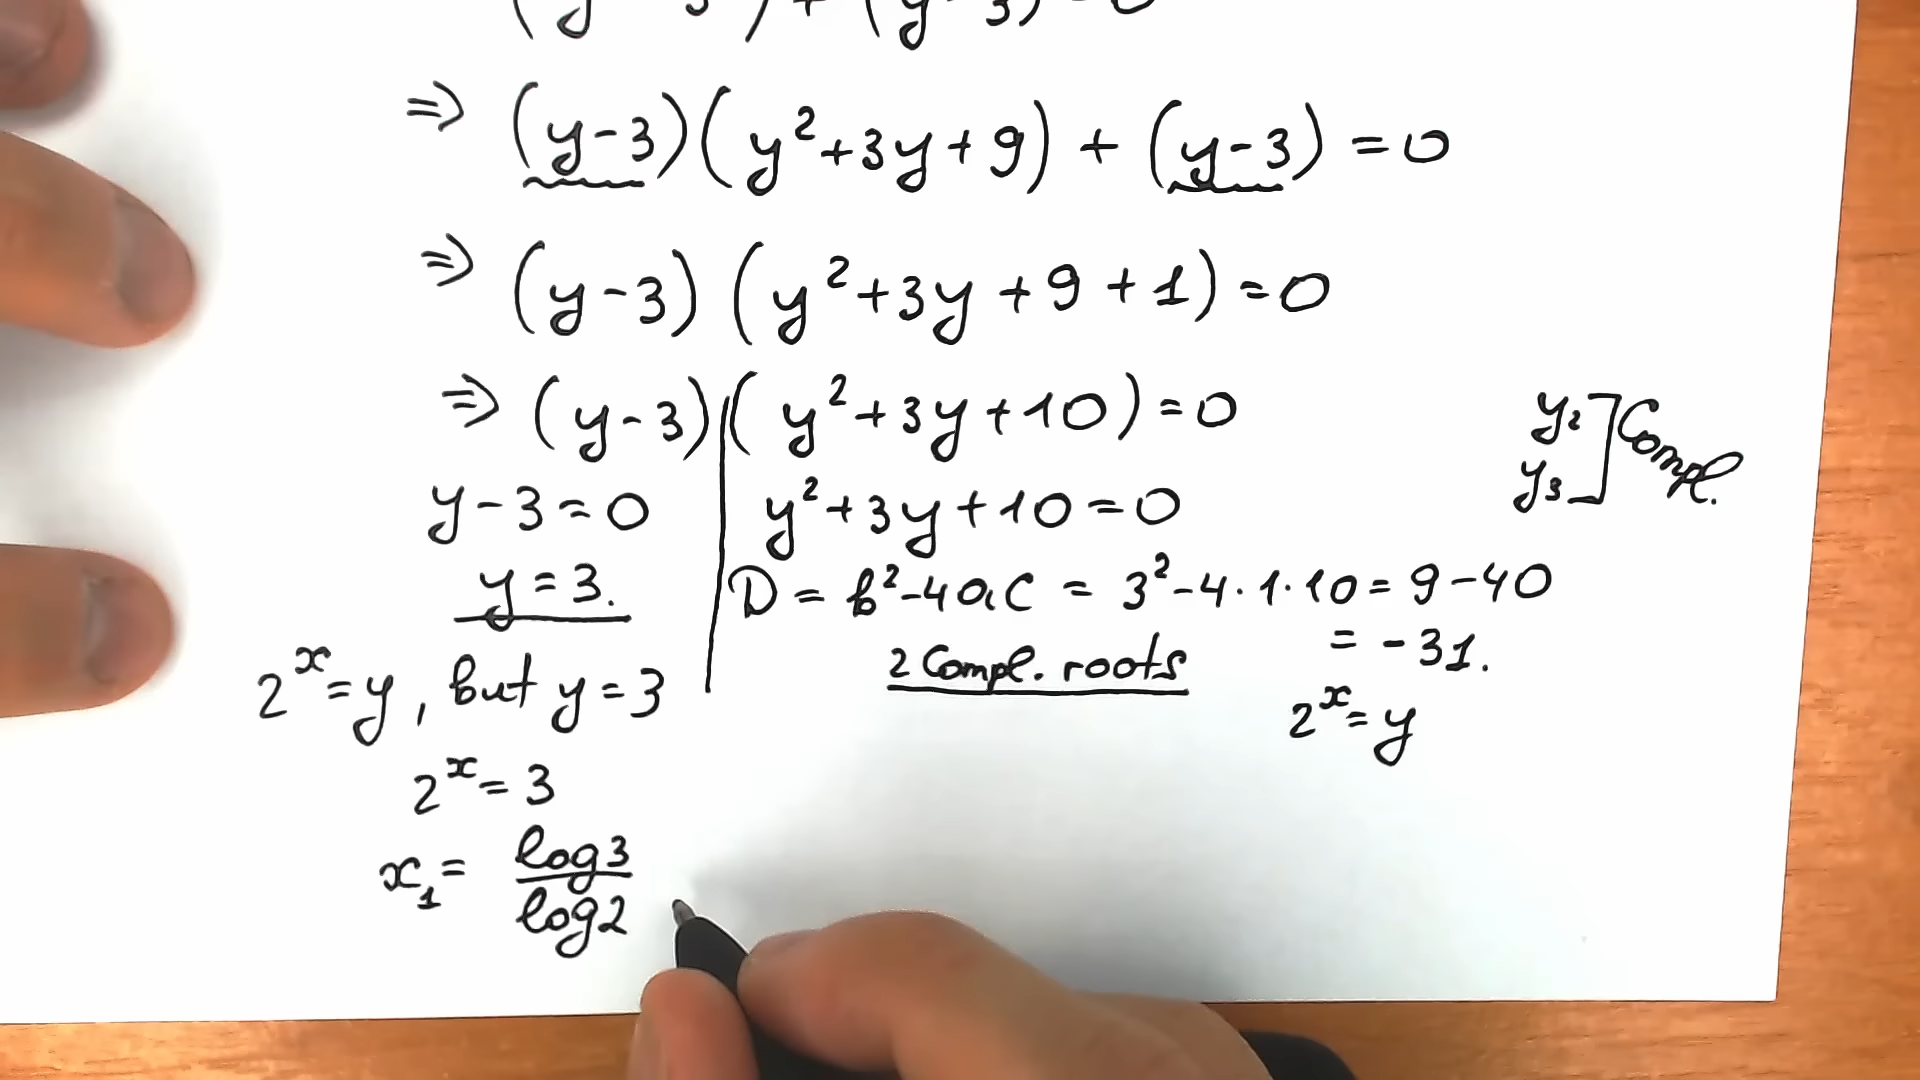 => (y-3)(y²+3y+9) + (y-3) = 0
=> (y-3) (y²+3y+9+1) = 0
=> (y-3) (y²+3y+10) = 0
y-3=0
y=3.
2ˣ=y, but y=3
2ˣ=3
x₁= log3/log2
y²+3y+10=0
D = b²-4ac = 3²-4·1·10 = 9-40
= -31.
2 Compl. roots
2ˣ=y
y₂
y₃ ] Compl.